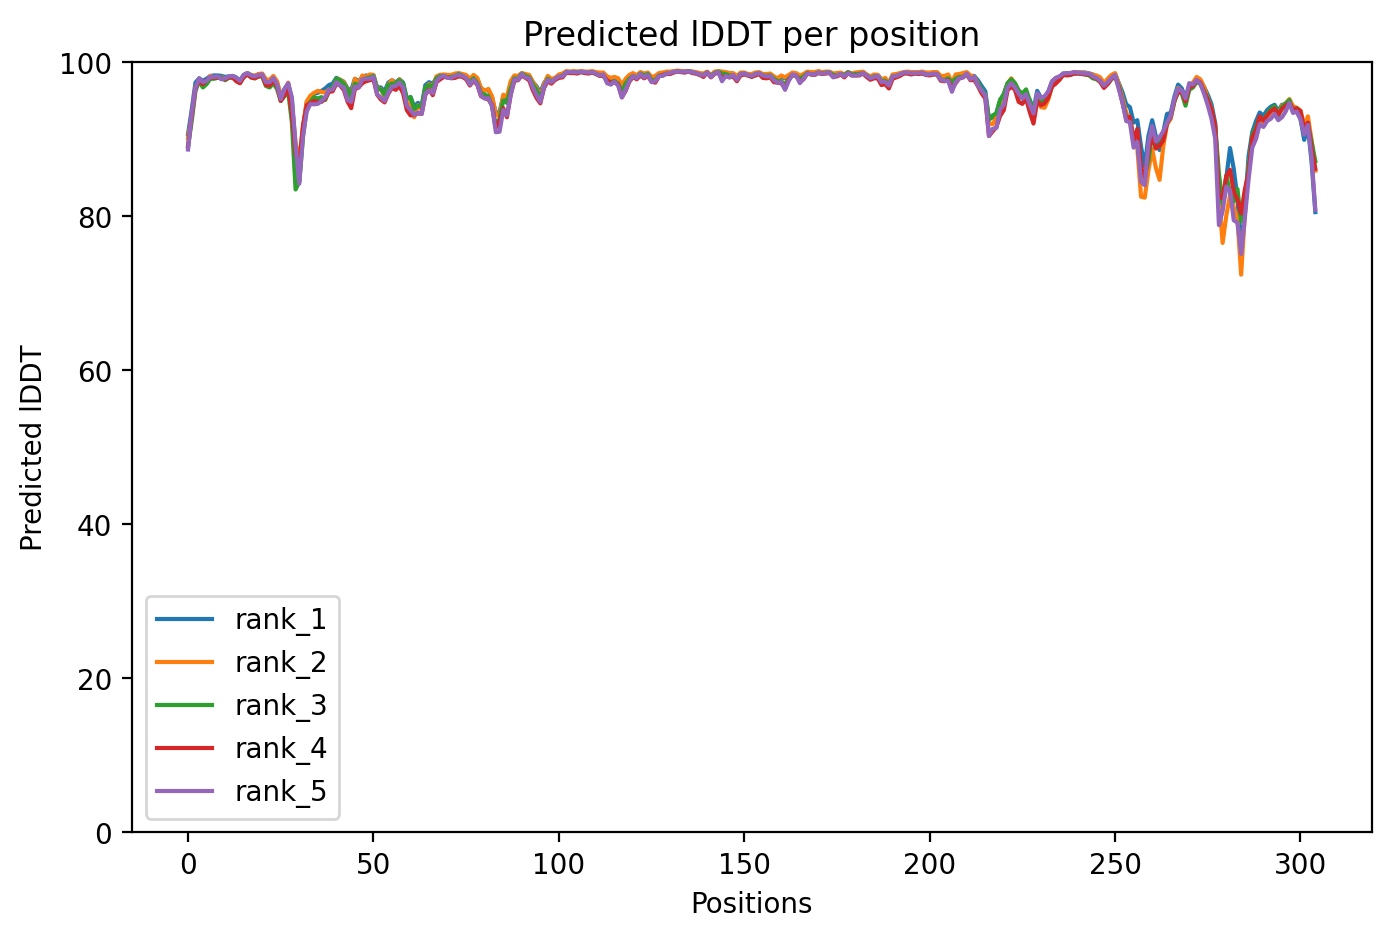 Predicted lDDT per position
100
80
60
40
20
0
Predicted lDDT
rank_1
rank_2
rank_3
rank_4
rank_5
0 50 100 150 200 250 300
Positions